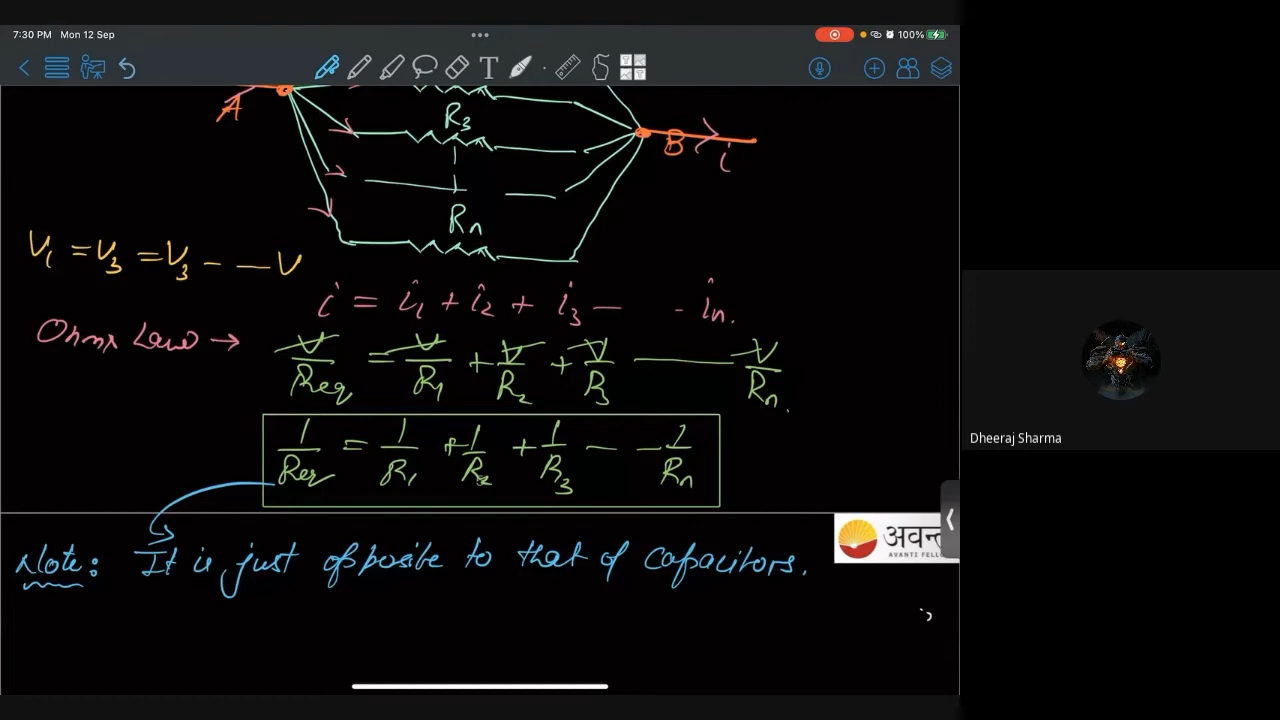 7:30 PM Mon 12 Sep
100%
T
A
R3
B
i
Rn
V1 = V3 = V3 - — V
i = i1 + i2 + i3 — - in.
Ohms Law →
V/Req = V/R1 + V/R2 + V/R3 — V/Rn.
1/Req = 1/R1 + 1/R2 + 1/R3 — - 1/Rn
Note: It is just opposite to that of capacitors.
अवन्त
AVANTI FELL
Dheeraj Sharma